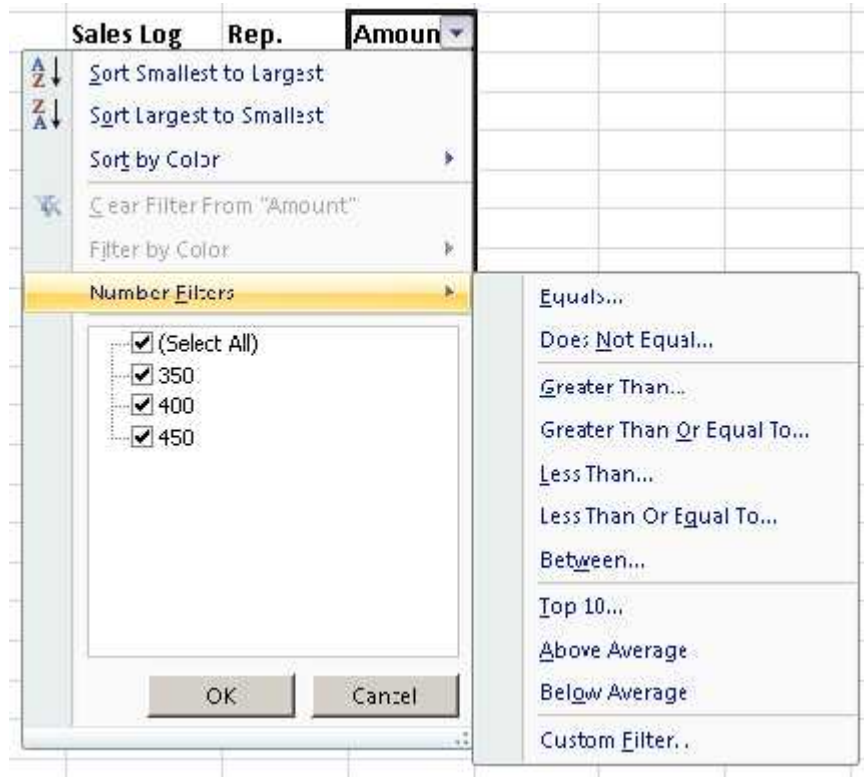 Sales Log Rep. Amoun
Sort Smallest to Largest
Sort Largest to Smallest
Sort by Color
Clear Filter From "Amount"
Filter by Color
Number Filters
(Select All)
350
400
450
OK Cancel
Equals...
Does Not Equal...
Greater Than...
Greater Than Or Equal To...
Less Than...
Less Than Or Equal To...
Between...
Top 10...
Above Average
Below Average
Custom Filter...